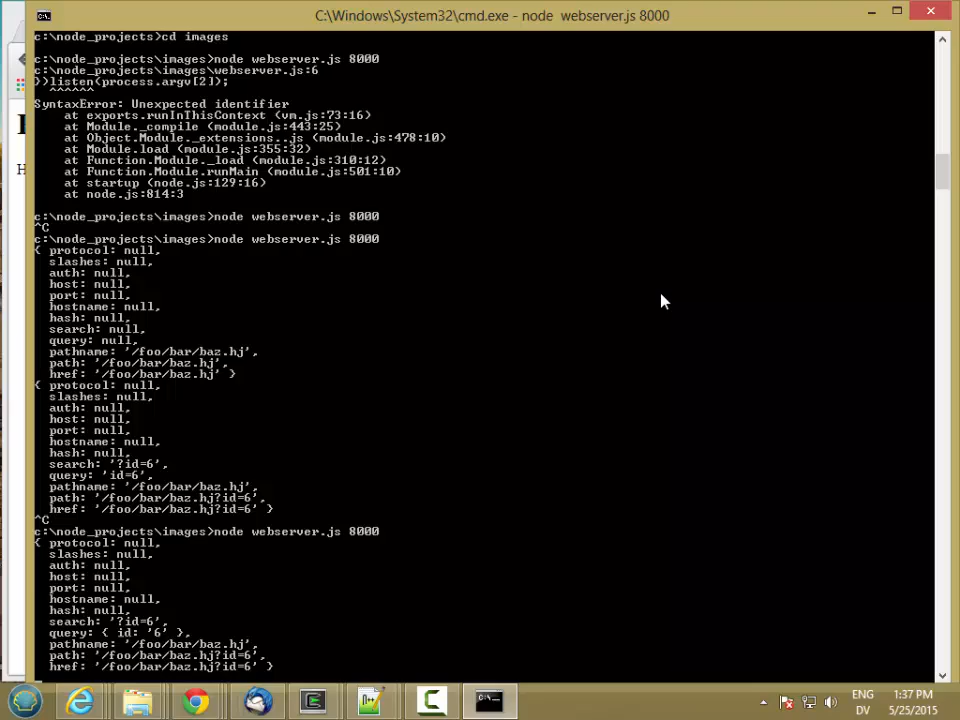 C:\Windows\System32\cmd.exe - node  webserver.js 8000
c:\node_projects>cd images
c:\node_projects\images>node webserver.js 8000
c:\node_projects\images\webserver.js:6
})listen(process.argv[2]);
  ^^^^^^
SyntaxError: Unexpected identifier
    at exports.runInThisContext (vm.js:73:16)
    at Module._compile (module.js:443:25)
    at Object.Module._extensions..js (module.js:478:10)
    at Module.load (module.js:355:32)
    at Function.Module._load (module.js:310:12)
    at Function.Module.runMain (module.js:501:10)
    at startup (node.js:129:16)
    at node.js:814:3
c:\node_projects\images>node webserver.js 8000
^C
c:\node_projects\images>node webserver.js 8000
{ protocol: null,
  slashes: null,
  auth: null,
  host: null,
  port: null,
  hostname: null,
  hash: null,
  search: null,
  query: null,
  pathname: '/foo/bar/baz.hj',
  path: '/foo/bar/baz.hj',
  href: '/foo/bar/baz.hj' }
{ protocol: null,
  slashes: null,
  auth: null,
  host: null,
  port: null,
  hostname: null,
  hash: null,
  search: '?id=6',
  query: 'id=6',
  pathname: '/foo/bar/baz.hj',
  path: '/foo/bar/baz.hj?id=6',
  href: '/foo/bar/baz.hj?id=6' }
^C
c:\node_projects\images>node webserver.js 8000
{ protocol: null,
  slashes: null,
  auth: null,
  host: null,
  port: null,
  hostname: null,
  hash: null,
  search: '?id=6',
  query: { id: '6' },
  pathname: '/foo/bar/baz.hj',
  path: '/foo/bar/baz.hj?id=6',
  href: '/foo/bar/baz.hj?id=6' }
ENG
DV
1:37 PM
5/25/2015